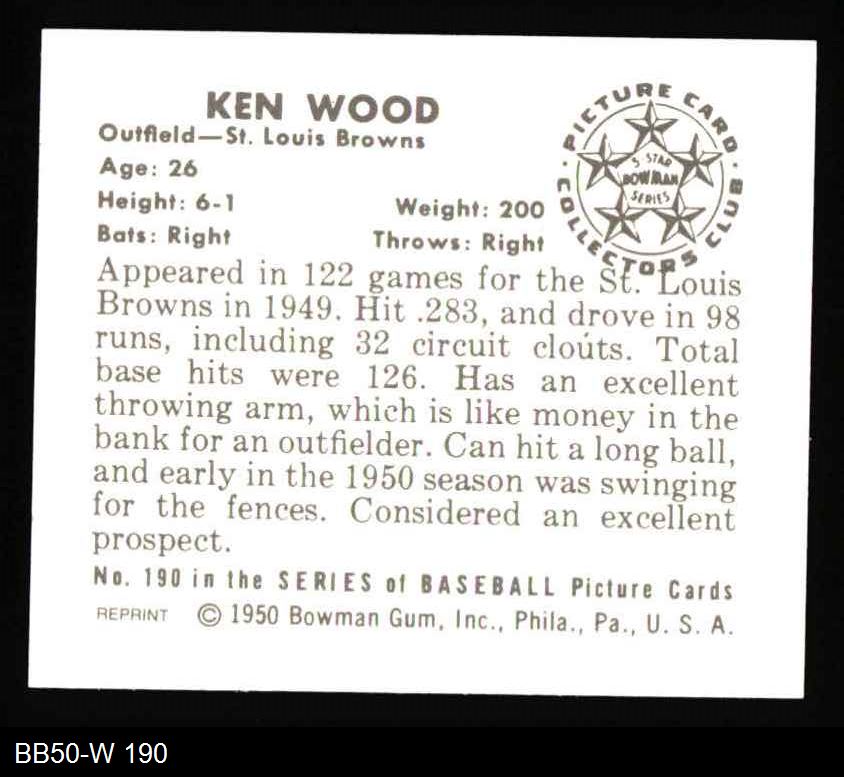 KEN WOOD
Outfield—St. Louis Browns
Age: 26
Height: 6-1 Weight: 200
Bats: Right Throws: Right
PICTURE CARD COLLECTORS CLUB
5-STAR
BOWMAN
SERIES
Appeared in 122 games for the St. Louis
Browns in 1949. Hit .283, and drove in 98
runs, including 32 circuit cloúts. Total
base hits were 126. Has an excellent
throwing arm, which is like money in the
bank for an outfielder. Can hit a long ball,
and early in the 1950 season was swinging
for the fences. Considered an excellent
prospect.
No. 190 in the SERIES of BASEBALL Picture Cards
REPRINT © 1950 Bowman Gum, Inc., Phila., Pa., U. S. A.
BB50-W 190